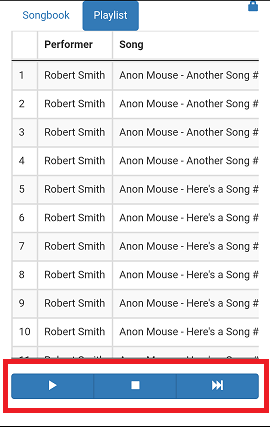 Songbook Playlist
Performer Song
1 Robert Smith Anon Mouse - Another Song #
2 Robert Smith Anon Mouse - Another Song #
3 Robert Smith Anon Mouse - Another Song #
4 Robert Smith Anon Mouse - Another Song #
5 Robert Smith Anon Mouse - Here's a Song #
6 Robert Smith Anon Mouse - Here's a Song #
7 Robert Smith Anon Mouse - Here's a Song #
8 Robert Smith Anon Mouse - Here's a Song #
9 Robert Smith Anon Mouse - Here's a Song #
10 Robert Smith Anon Mouse - Here's a Song #